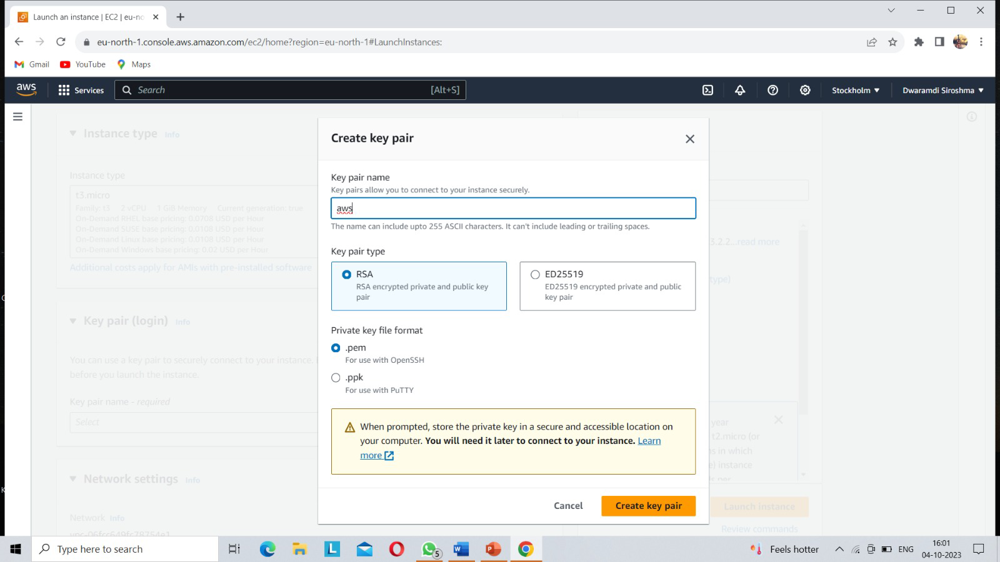 Launch an instance | EC2 | eu-no
eu-north-1.console.aws.amazon.com/ec2/home?region=eu-north-1#LaunchInstances:
Gmail YouTube Maps
aws Services Search [Alt+S] Stockholm Dwaramdi Siroshma
Instance type Info
Instance type
t3.micro
Family: t3 2 vCPU 1 GiB Memory Current generation: true
On-Demand RHEL base pricing: 0.0708 USD per Hour
On-Demand SUSE base pricing: 0.0108 USD per Hour
On-Demand Linux base pricing: 0.0108 USD per Hour
On-Demand Windows base pricing: 0.02 USD per Hour
Additional costs apply for AMIs with pre-installed software
Key pair (login) Info
You can use a key pair to securely connect to your instance.
before you launch the instance.
Key pair name - required
Select
Network settings Info
Network Info
vpc-06fcc649fc78754e1
Create key pair
Key pair name
Key pairs allow you to connect to your instance securely.
aws
The name can include upto 255 ASCII characters. It can't include leading or trailing spaces.
Key pair type
RSA
RSA encrypted private and public key
pair
ED25519
ED25519 encrypted private and public
key pair
Private key file format
.pem
For use with OpenSSH
.ppk
For use with PuTTY
When prompted, store the private key in a secure and accessible location on
your computer. You will need it later to connect to your instance. Learn
more
Cancel Create key pair
3.2.2...read more
type)
year
t2.micro (or
s in which
e) instance
Launch instance
Review commands
Type here to search
5
Feels hotter
ENG
16:01
04-10-2023